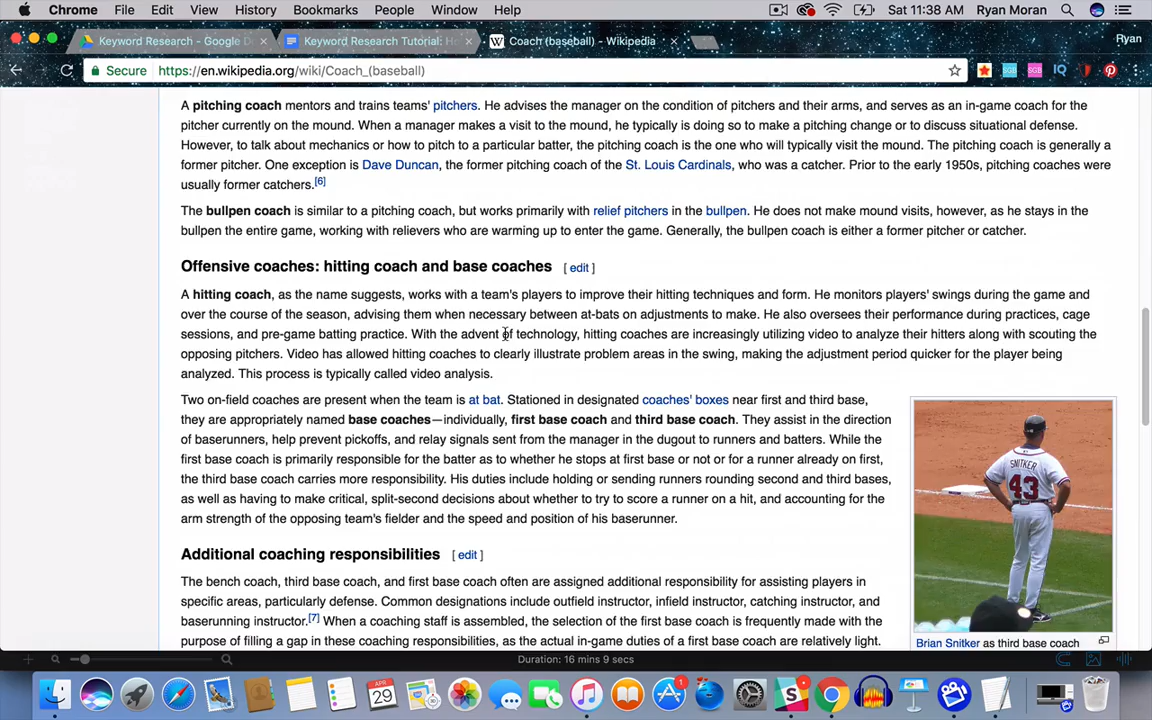 Chrome File Edit View History Bookmarks People Window Help Sat 11:38 AM Ryan Moran
Keyword Research - Google D Keyword Research Tutorial: H Coach (baseball) - Wikipedia Ryan
Secure https://en.wikipedia.org/wiki/Coach_(baseball) SGB SGB IQ
A pitching coach mentors and trains teams' pitchers. He advises the manager on the condition of pitchers and their arms, and serves as an in-game coach for the
pitcher currently on the mound. When a manager makes a visit to the mound, he typically is doing so to make a pitching change or to discuss situational defense.
However, to talk about mechanics or how to pitch to a particular batter, the pitching coach is the one who will typically visit the mound. The pitching coach is generally a
former pitcher. One exception is Dave Duncan, the former pitching coach of the St. Louis Cardinals, who was a catcher. Prior to the early 1950s, pitching coaches were
usually former catchers.[6]
The bullpen coach is similar to a pitching coach, but works primarily with relief pitchers in the bullpen. He does not make mound visits, however, as he stays in the
bullpen the entire game, working with relievers who are warming up to enter the game. Generally, the bullpen coach is either a former pitcher or catcher.
Offensive coaches: hitting coach and base coaches [ edit ]
A hitting coach, as the name suggests, works with a team's players to improve their hitting techniques and form. He monitors players' swings during the game and
over the course of the season, advising them when necessary between at-bats on adjustments to make. He also oversees their performance during practices, cage
sessions, and pre-game batting practice. With the advent of technology, hitting coaches are increasingly utilizing video to analyze their hitters along with scouting the
opposing pitchers. Video has allowed hitting coaches to clearly illustrate problem areas in the swing, making the adjustment period quicker for the player being
analyzed. This process is typically called video analysis.
Two on-field coaches are present when the team is at bat. Stationed in designated coaches' boxes near first and third base,
they are appropriately named base coaches—individually, first base coach and third base coach. They assist in the direction
of baserunners, help prevent pickoffs, and relay signals sent from the manager in the dugout to runners and batters. While the
first base coach is primarily responsible for the batter as to whether he stops at first base or not or for a runner already on first,
the third base coach carries more responsibility. His duties include holding or sending runners rounding second and third bases,
as well as having to make critical, split-second decisions about whether to try to score a runner on a hit, and accounting for the
arm strength of the opposing team's fielder and the speed and position of his baserunner.
SNITKER
43
Additional coaching responsibilities [ edit ]
The bench coach, third base coach, and first base coach often are assigned additional responsibility for assisting players in
specific areas, particularly defense. Common designations include outfield instructor, infield instructor, catching instructor, and
baserunning instructor.[7] When a coaching staff is assembled, the selection of the first base coach is frequently made with the
purpose of filling a gap in these coaching responsibilities, as the actual in-game duties of a first base coach are relatively light.
Brian Snitker as third base coach
Duration: 16 mins 9 secs
APR
29
1